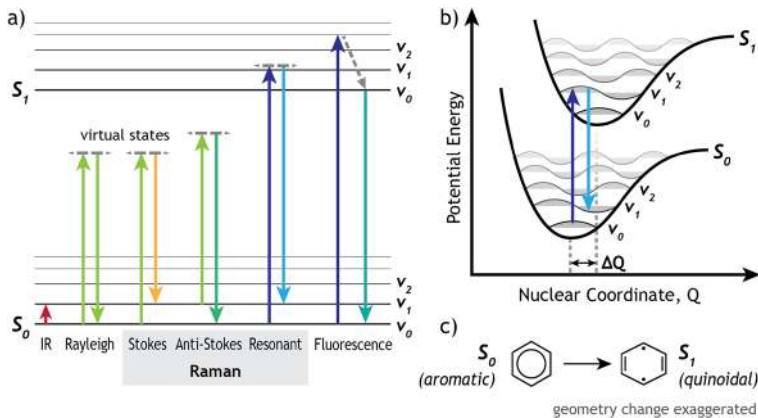 a)
v2
v1
S1
v0
virtual states
v2
v1
S0
v0
IR Rayleigh Stokes Anti-Stokes Resonant Fluorescence
Raman
b)
Potential Energy
S1
v2
v1
v0
S0
v2
v1
v0
ΔQ
Nuclear Coordinate, Q
c)
S0
(aromatic)
S1
(quinoidal)
geometry change exaggerated